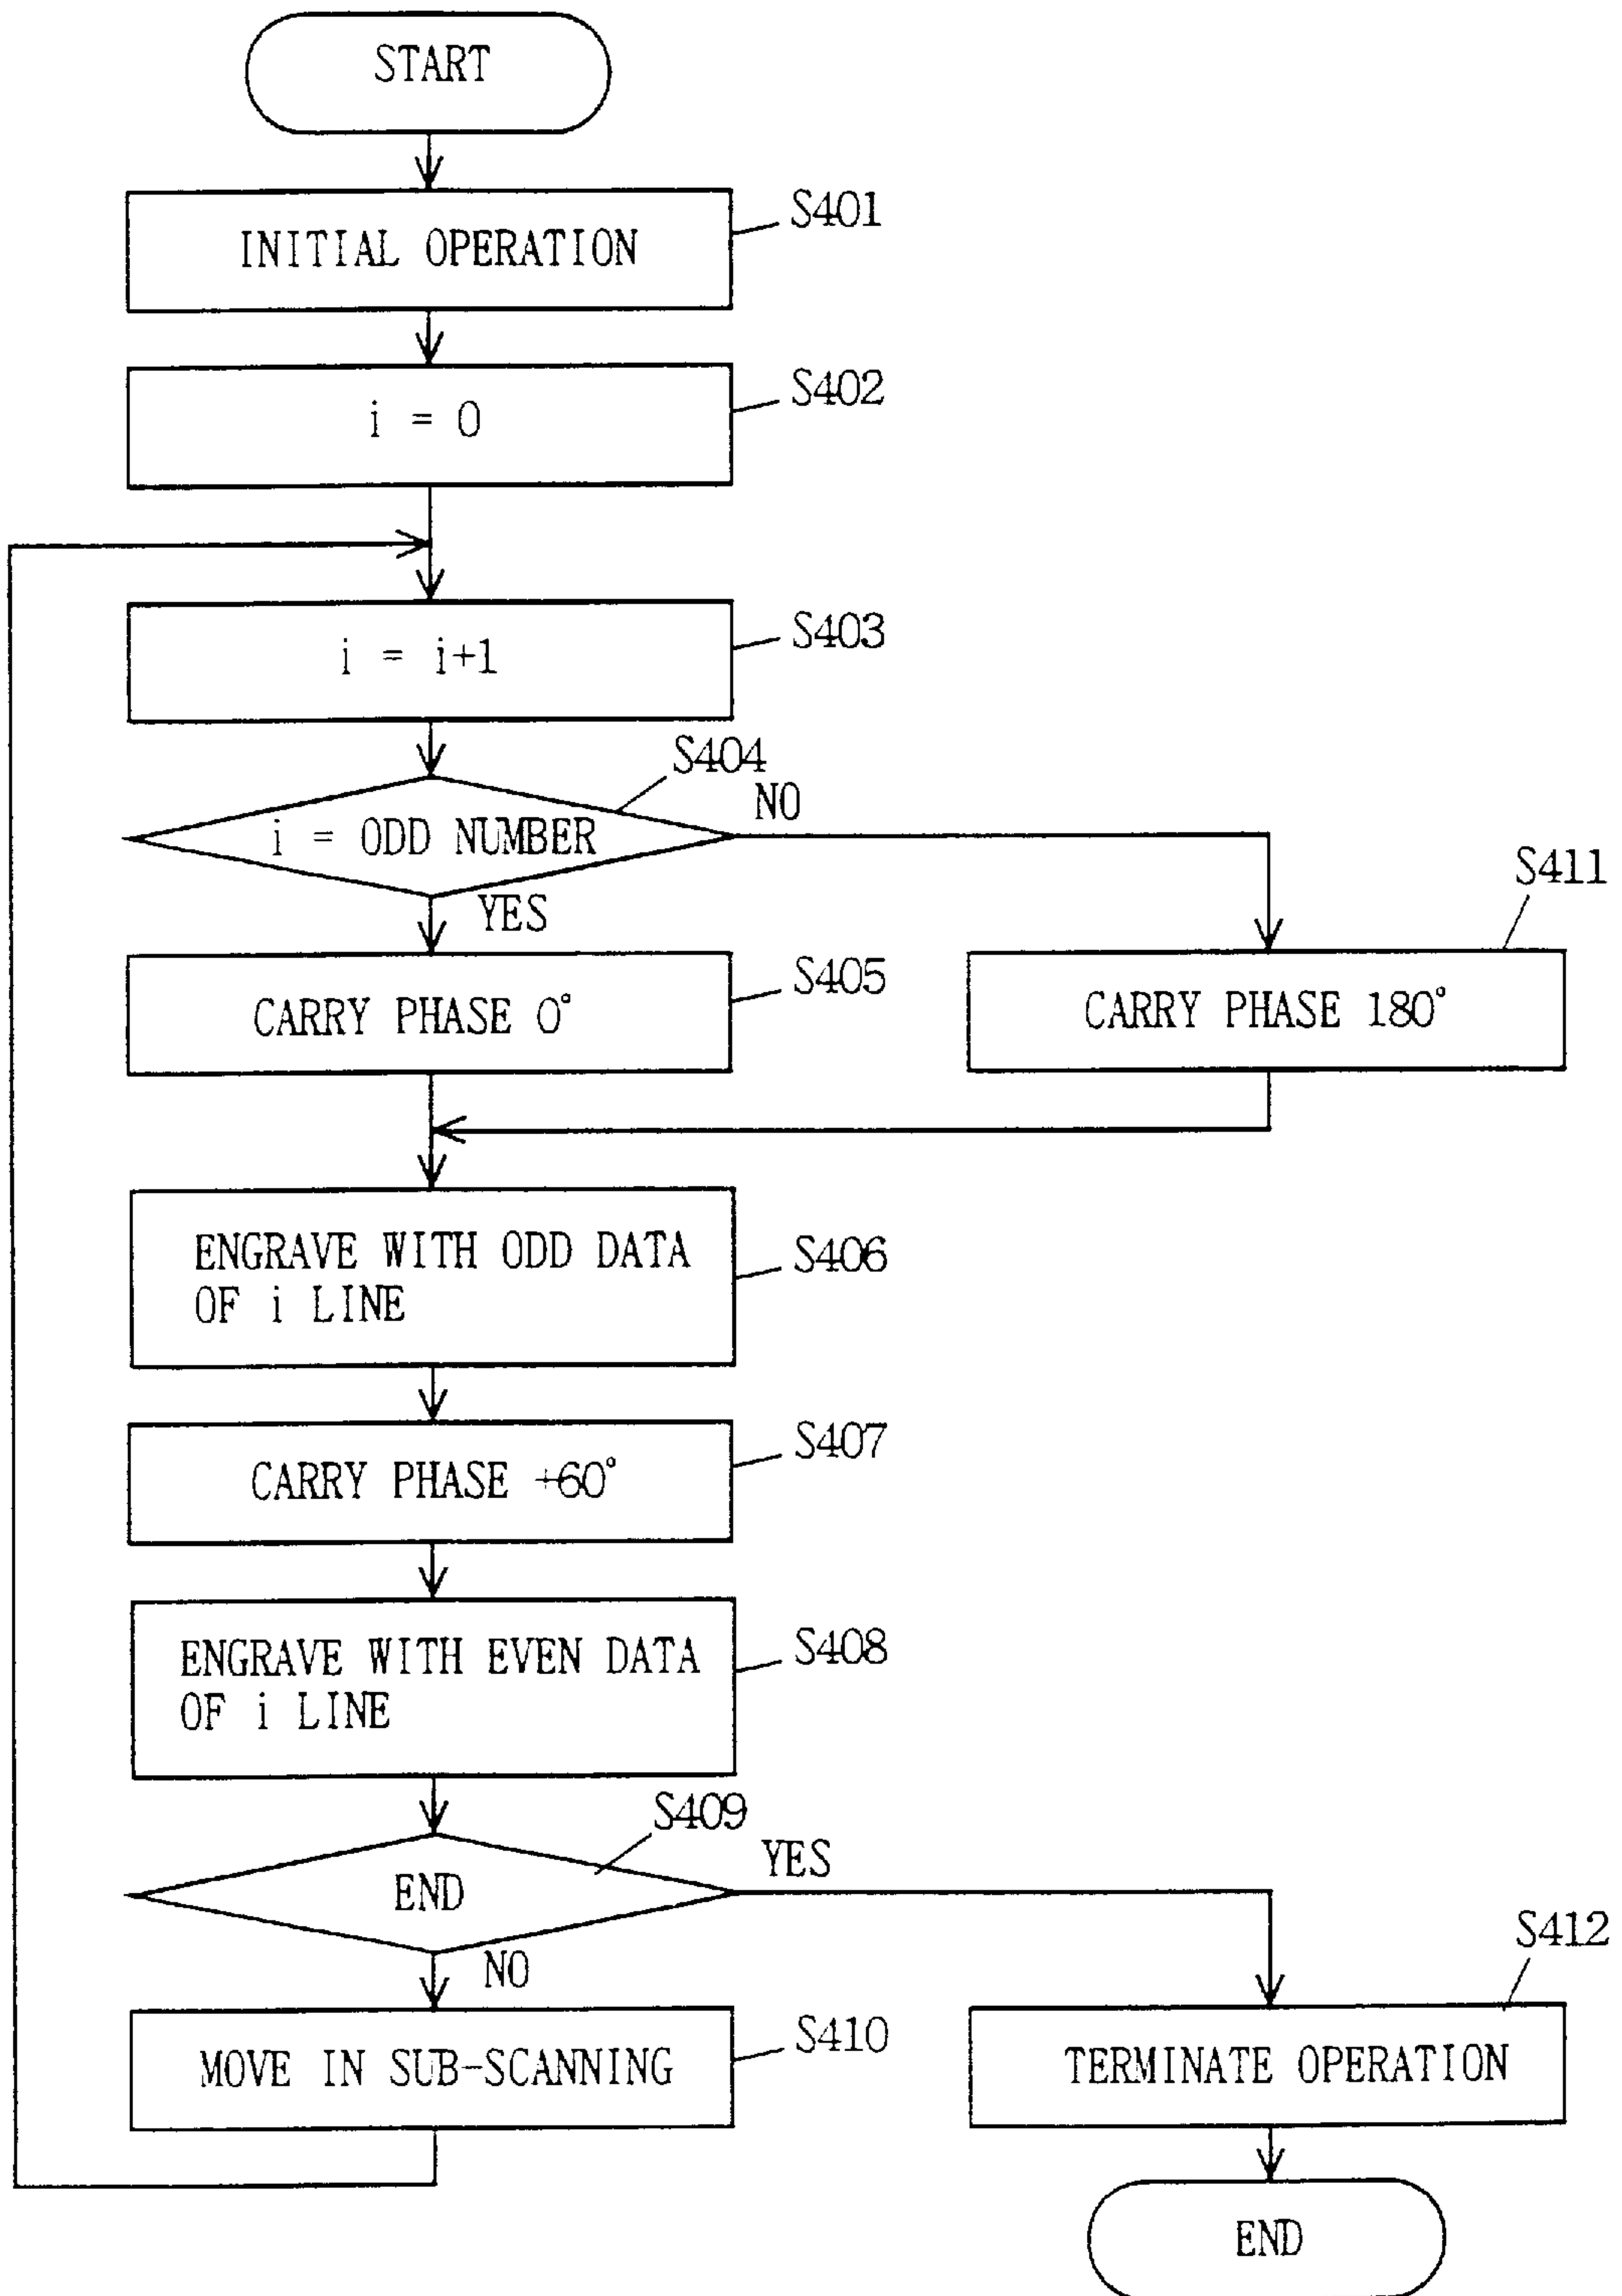 START
INITIAL OPERATION
S401
i = 0
S402
i = i+1
S403
S404
i = ODD NUMBER
NO
YES
S411
CARRY PHASE 0°
S405
CARRY PHASE 180°
ENGRAVE WITH ODD DATA
OF i LINE
S406
CARRY PHASE +60°
S407
ENGRAVE WITH EVEN DATA
OF i LINE
S408
S409
END
YES
NO
S412
MOVE IN SUB-SCANNING
S410
TERMINATE OPERATION
END